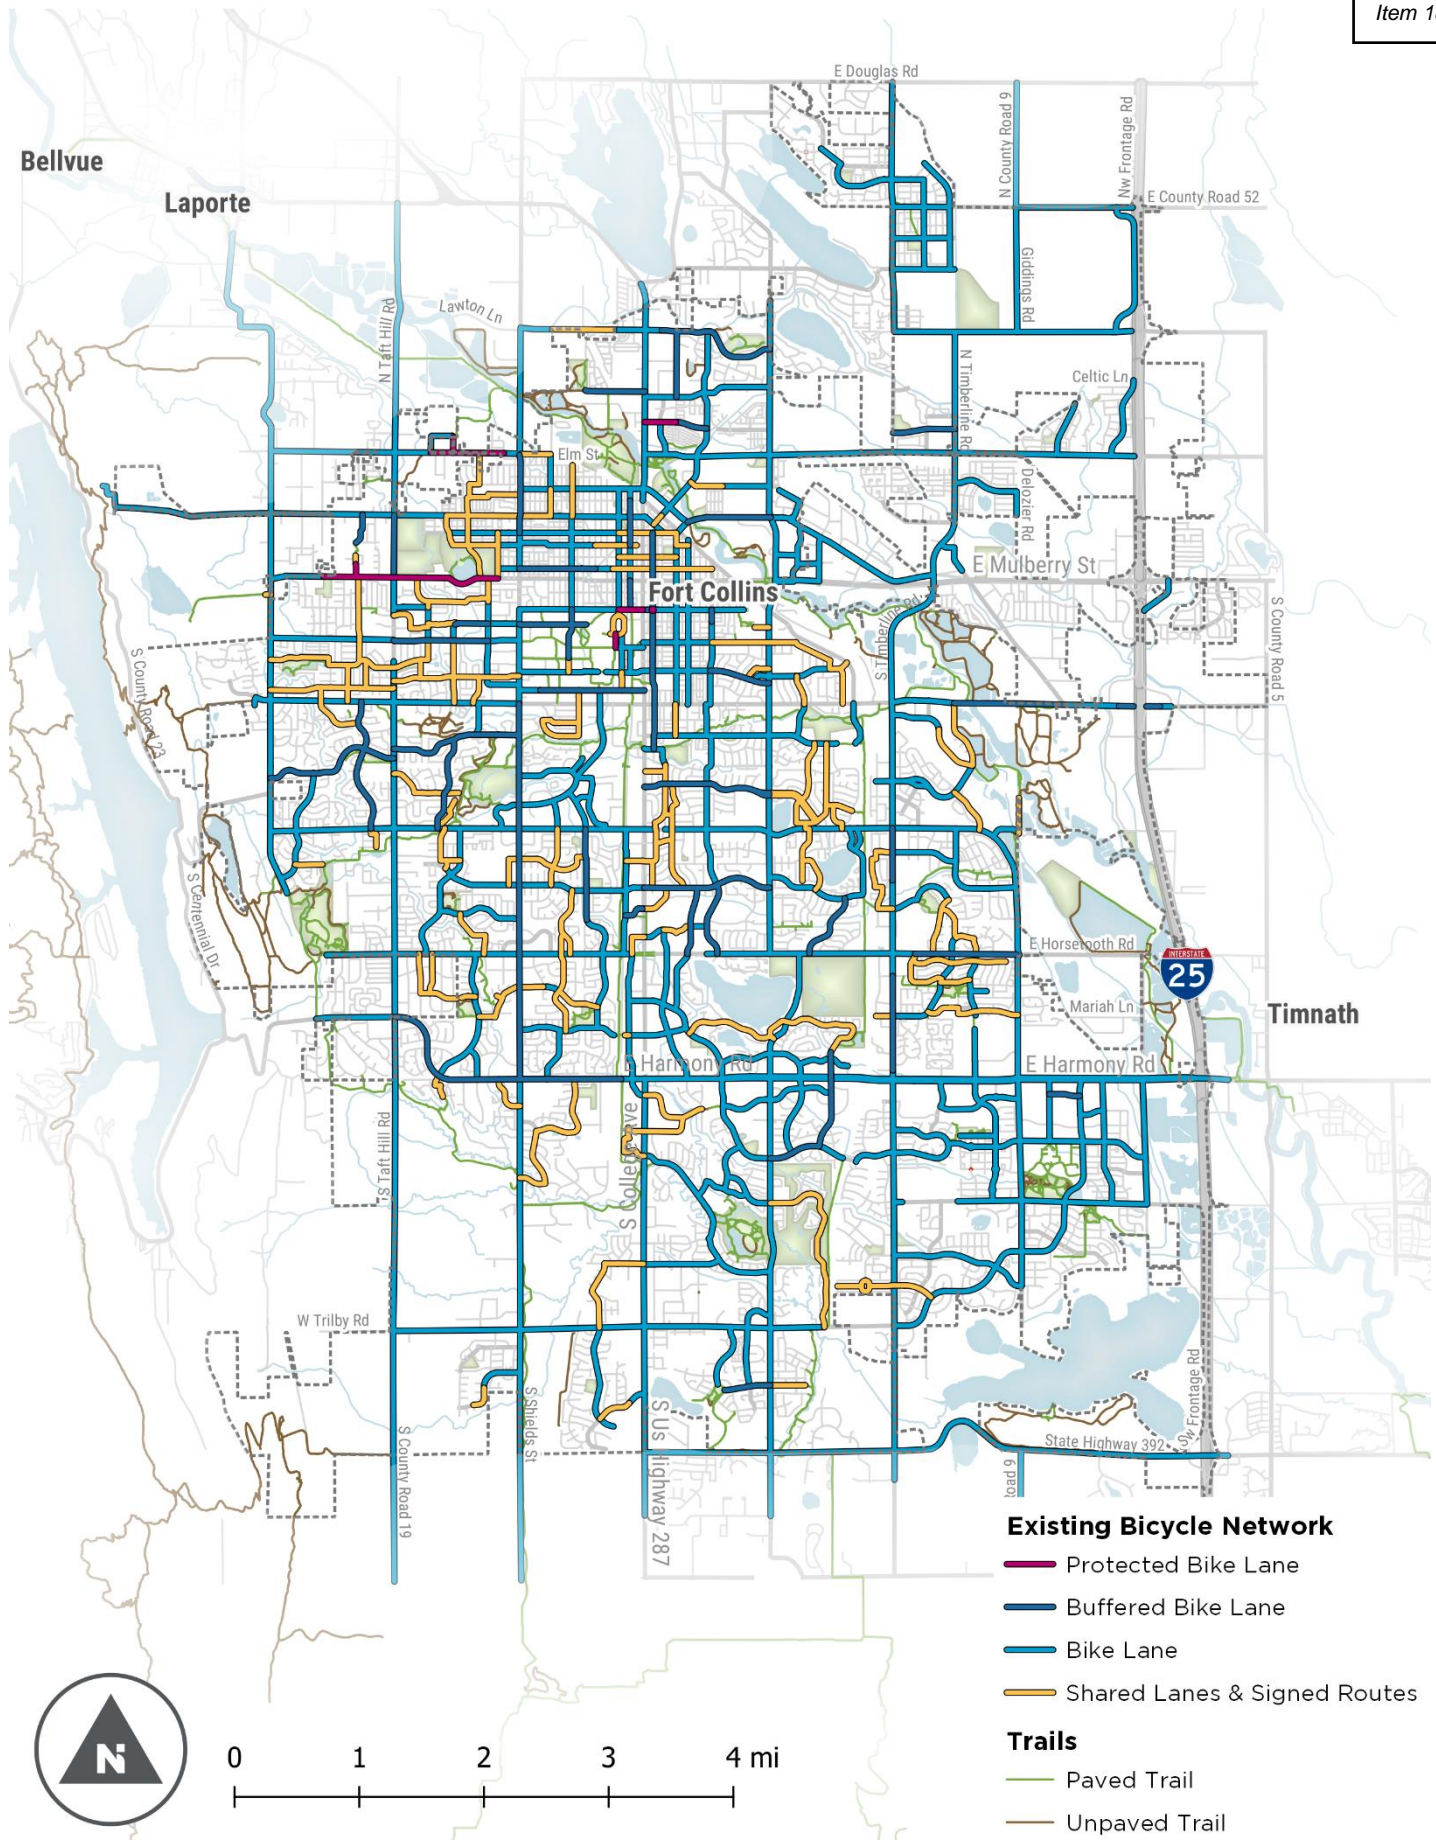 Item 1
E Douglas Rd
N County Road 9
Nw Frontage Rd
Bellvue
E County Road 52
Laporte
Giddings Rd
N Taft Hill Rd
Lawton Ln
N Timberline Rd
Celtic Ln
Elm St
Delozier Rd
E Mulberry St
Fort Collins
S Timberline Rd
S County Road 5
S County Road 23
S Centennial Dr
E Horsetooth Rd
INTERSTATE
25
Mariah Ln
Timnath
E Harmony Rd
E Harmony Rd
S College Ave
S Taft Hill Rd
W Trilby Rd
S Shields St
S Us Highway 287
S County Road 19
State Highway 392
Sw Frontage Rd
Road 9
Existing Bicycle Network
Protected Bike Lane
Buffered Bike Lane
Bike Lane
Shared Lanes & Signed Routes
Trails
Paved Trail
Unpaved Trail
N
0 1 2 3 4 mi